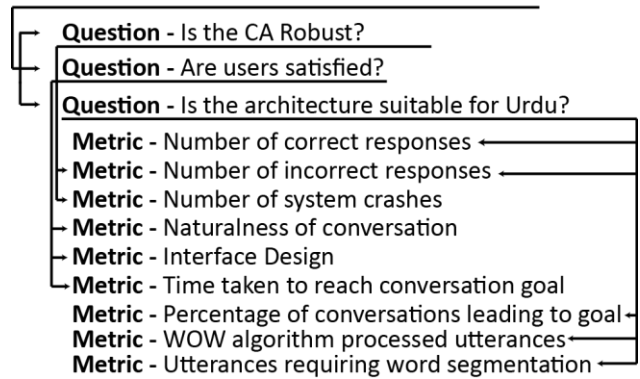 Question - Is the CA Robust?
Question - Are users satisfied?
Question - Is the architecture suitable for Urdu?
Metric - Number of correct responses
Metric - Number of incorrect responses
Metric - Number of system crashes
Metric - Naturalness of conversation
Metric - Interface Design
Metric - Time taken to reach conversation goal
Metric - Percentage of conversations leading to goal
Metric - WOW algorithm processed utterances
Metric - Utterances requiring word segmentation